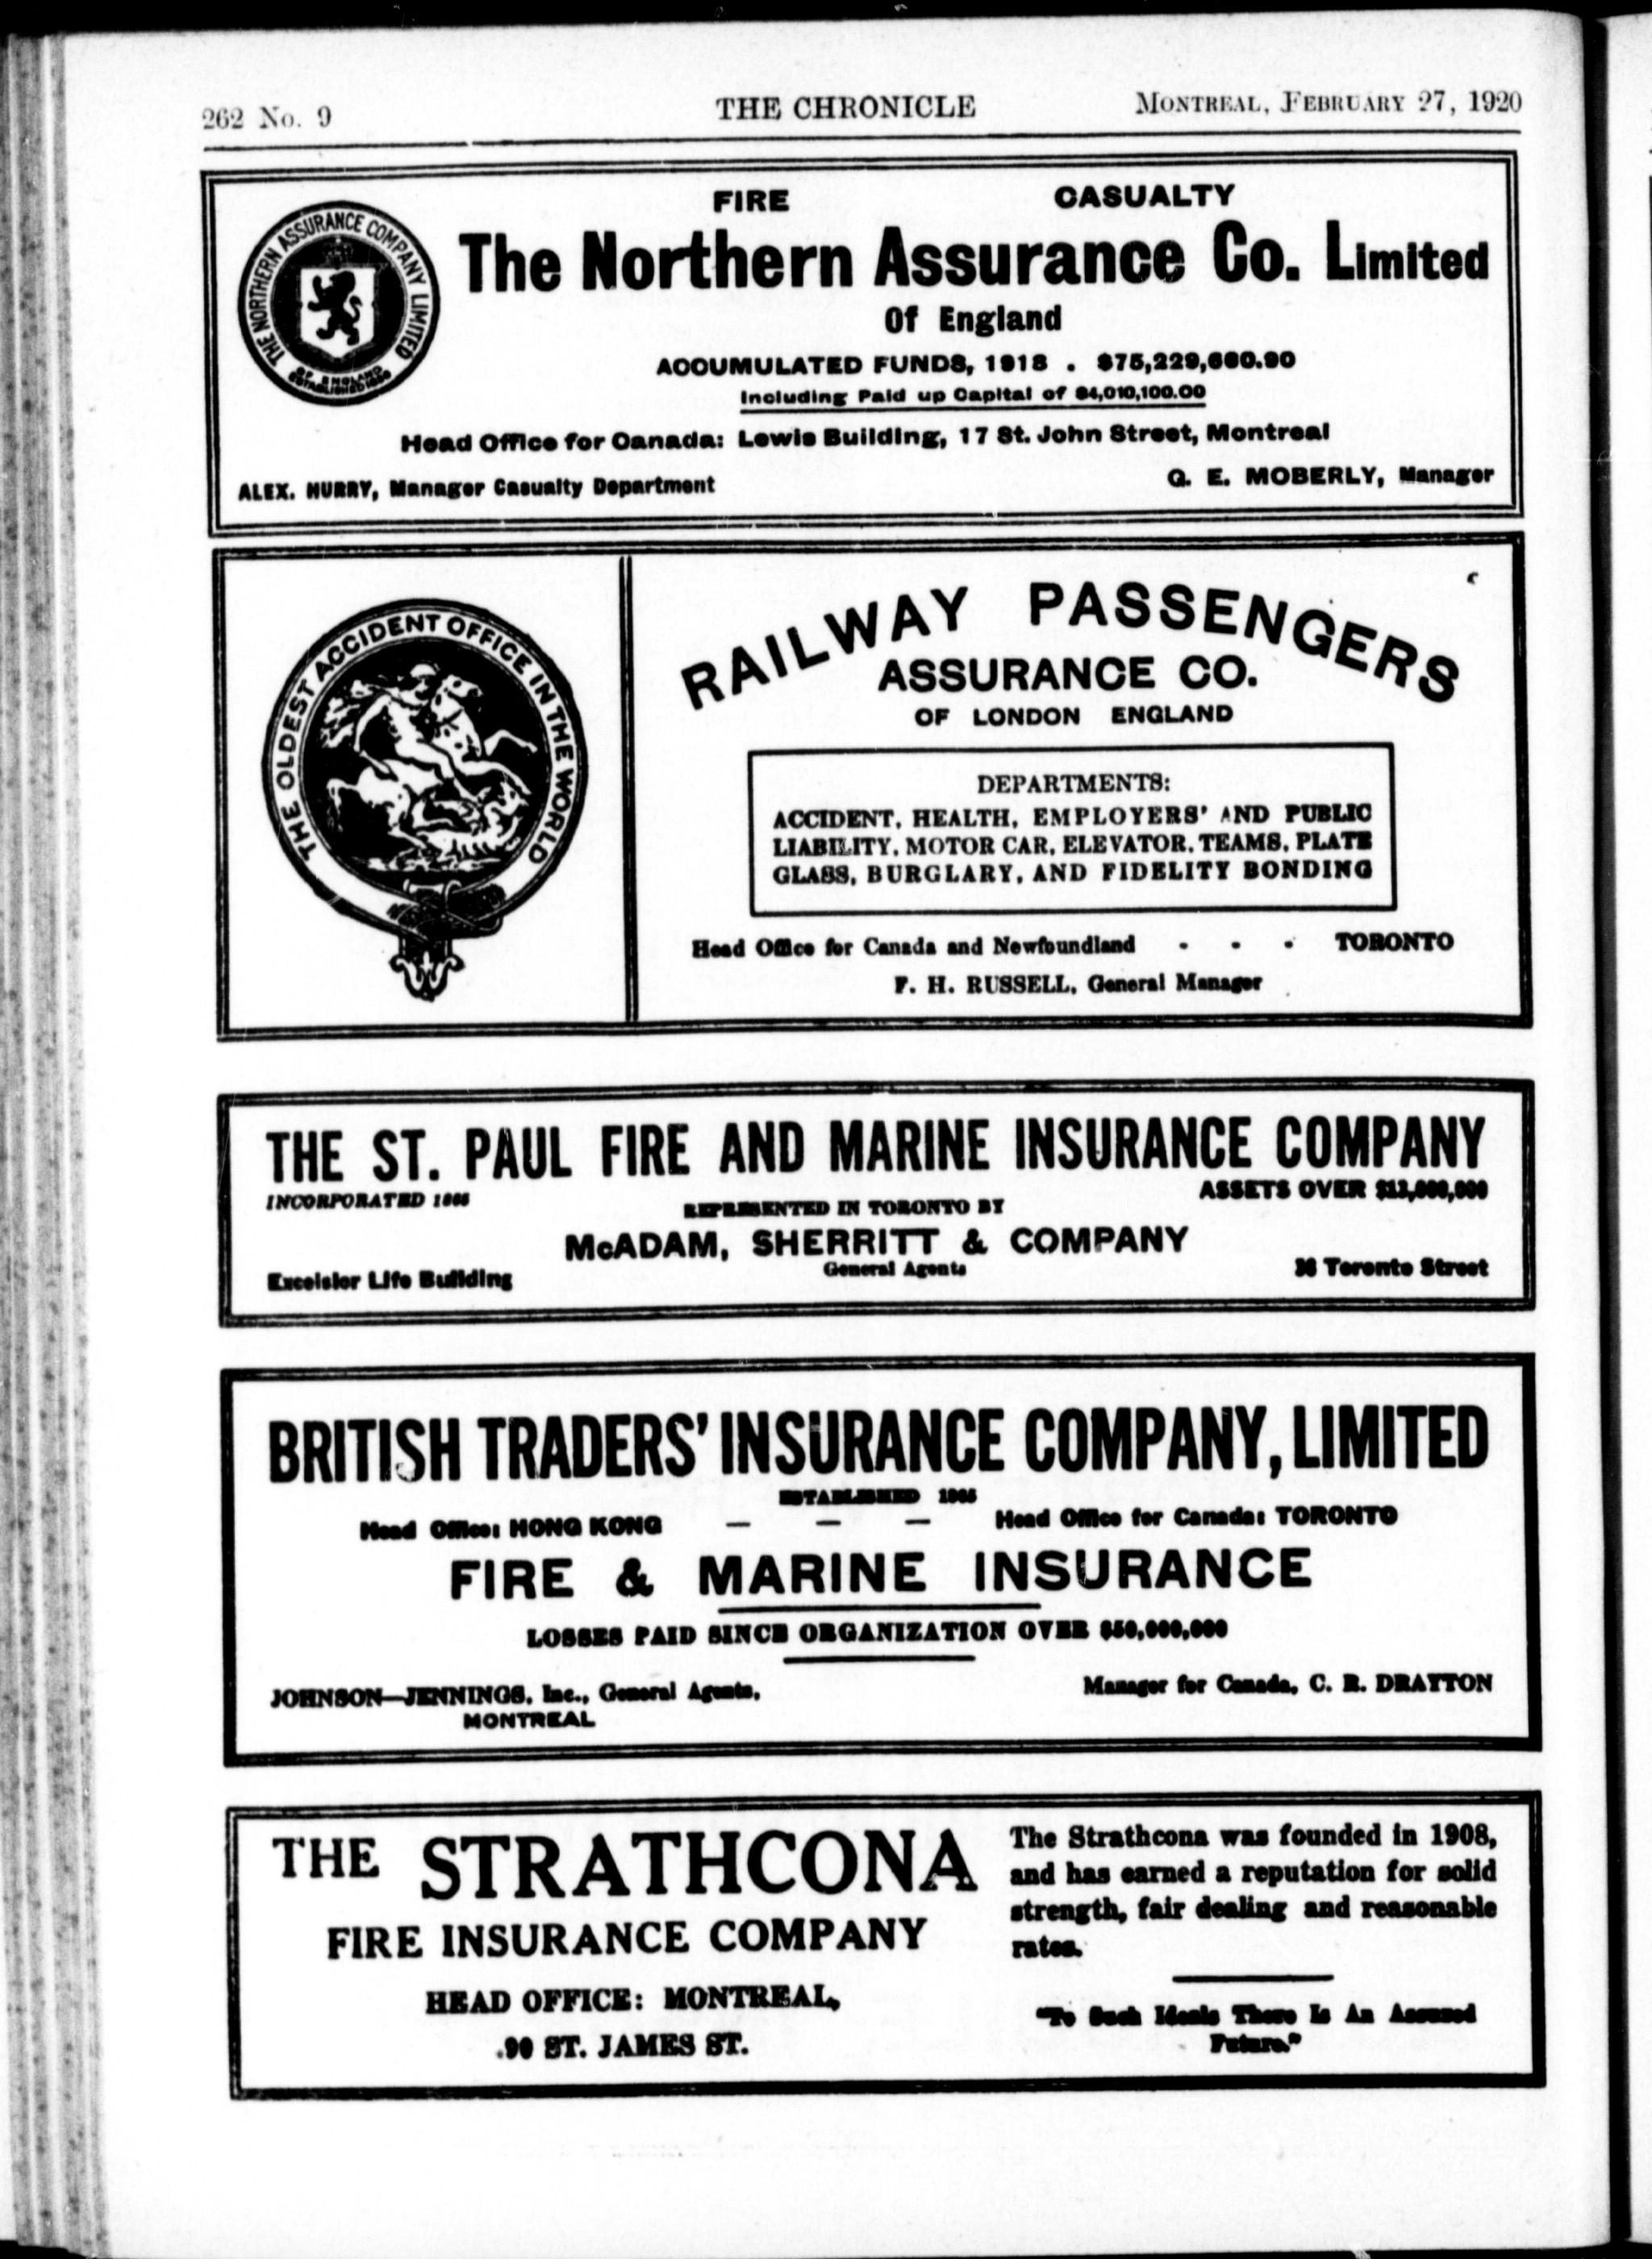 262 No. 9
THE CHRONICLE
MONTREAL, FEBRUARY 27, 1920
THE NORTHERN ASSURANCE COMPANY LIMITED
OF ENGLAND
FIRE CASUALTY
The Northern Assurance Co. Limited
Of England
ACCUMULATED FUNDS, 1918 .
Including Paid up Capital of $4,010,100.00
Head Office for Canada: Lewis Building, 17 St. John Street, Montreal
ALEX. HURRY, Manager Casualty Department
G. E. MOBERLY, Manager
THE OLDEST ACCIDENT OFFICE IN THE WORLD
RAILWAY PASSENGERS
ASSURANCE CO.
OF LONDON ENGLAND
DEPARTMENTS:
ACCIDENT, HEALTH, EMPLOYERS' AND PUBLIC
LIABILITY, MOTOR CAR, ELEVATOR, TEAMS, PLATE
GLASS, BURGLARY, AND FIDELITY BONDING
Head Office for Canada and Newfoundland - - - TORONTO
F. H. RUSSELL, General Manager
THE ST. PAUL FIRE AND MARINE INSURANCE COMPANY
INCORPORATED
ASSETS OVER $13,000,000
REPRESENTED IN TORONTO BY
McADAM, SHERRITT & COMPANY
General Agents
Excelsior Life Building
36 Toronto Street
BRITISH TRADERS' INSURANCE COMPANY, LIMITED
ESTABLISHED 1865
Head Office: HONG KONG — — — Head Office for Canada: TORONTO
FIRE & MARINE INSURANCE
LOSSES PAID SINCE ORGANIZATION OVER $50,000,000
JOHNSON—JENNINGS, Inc., General Agents,
MONTREAL
Manager for Canada, C. R. DRAYTON
THE STRATHCONA
FIRE INSURANCE COMPANY
HEAD OFFICE: MONTREAL,
90 ST. JAMES ST.
The Strathcona was founded in 1908,
and has earned a reputation for solid
strength, fair dealing and reasonable
rates.
"To Such Ideals There Is An Assured
Future."